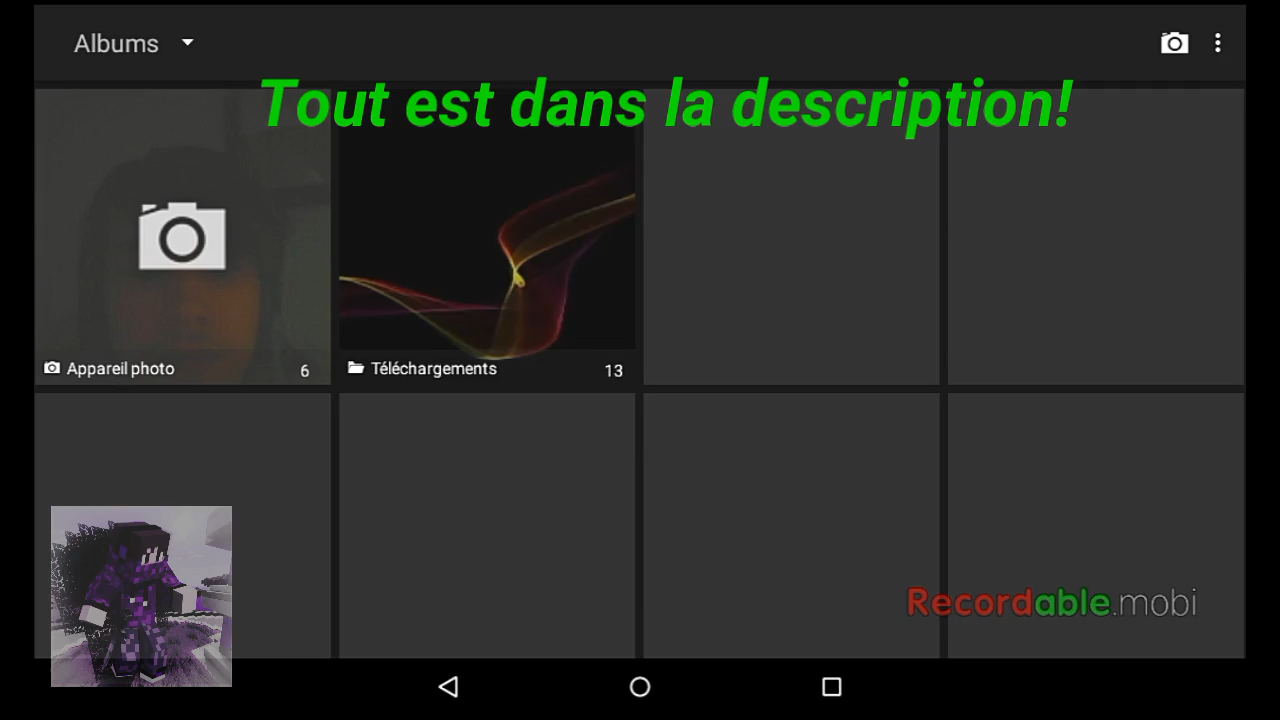 Albums
Tout est dans la description!
Appareil photo
6
Téléchargements
13
Recordable.mobi